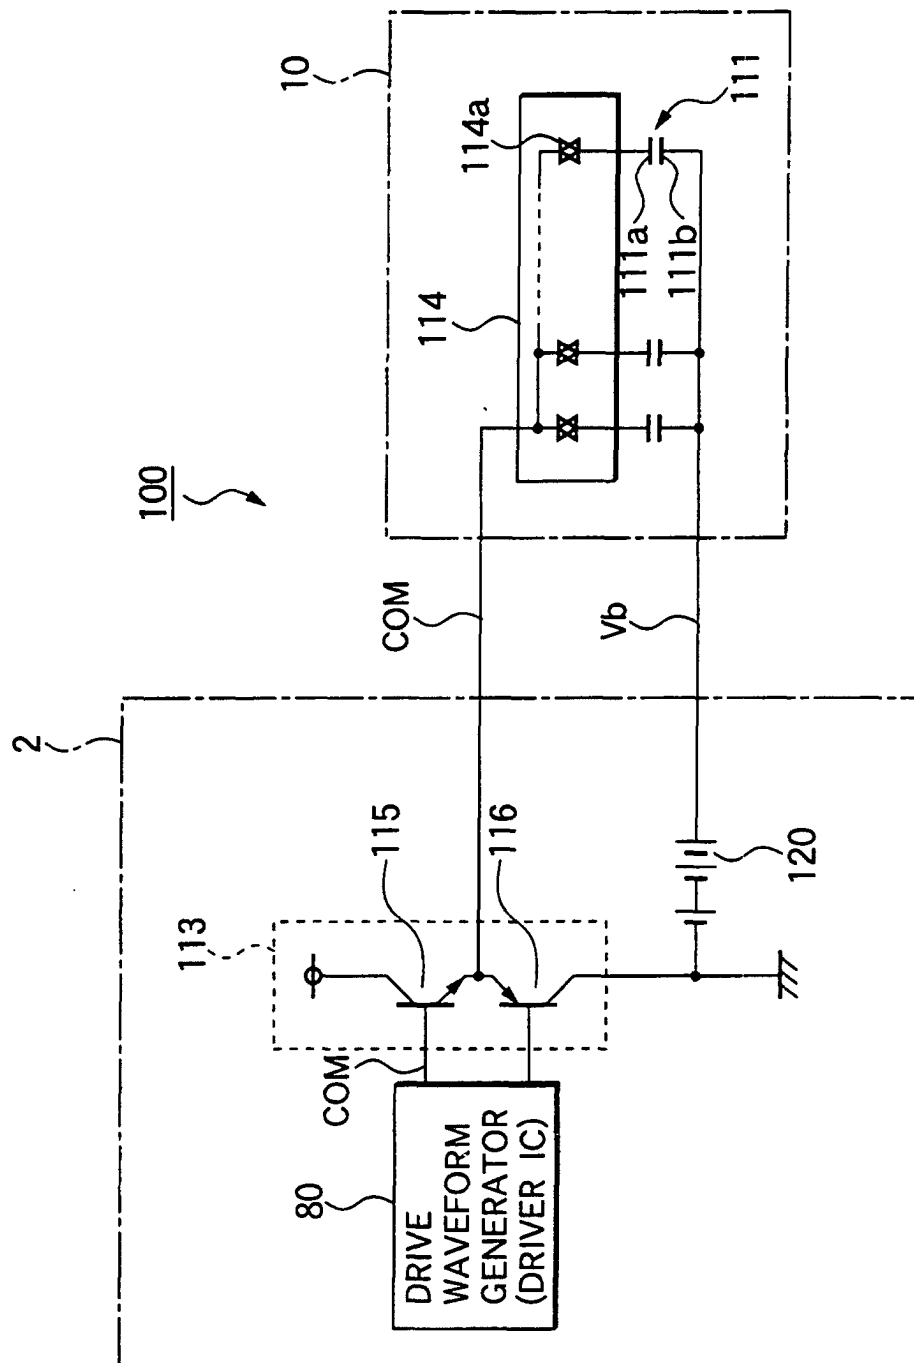 100
2
10
113
115
116
COM
COM
Vb
120
80
DRIVE
WAVEFORM
GENERATOR
(DRIVER IC)
114
114a
111a
111b
111